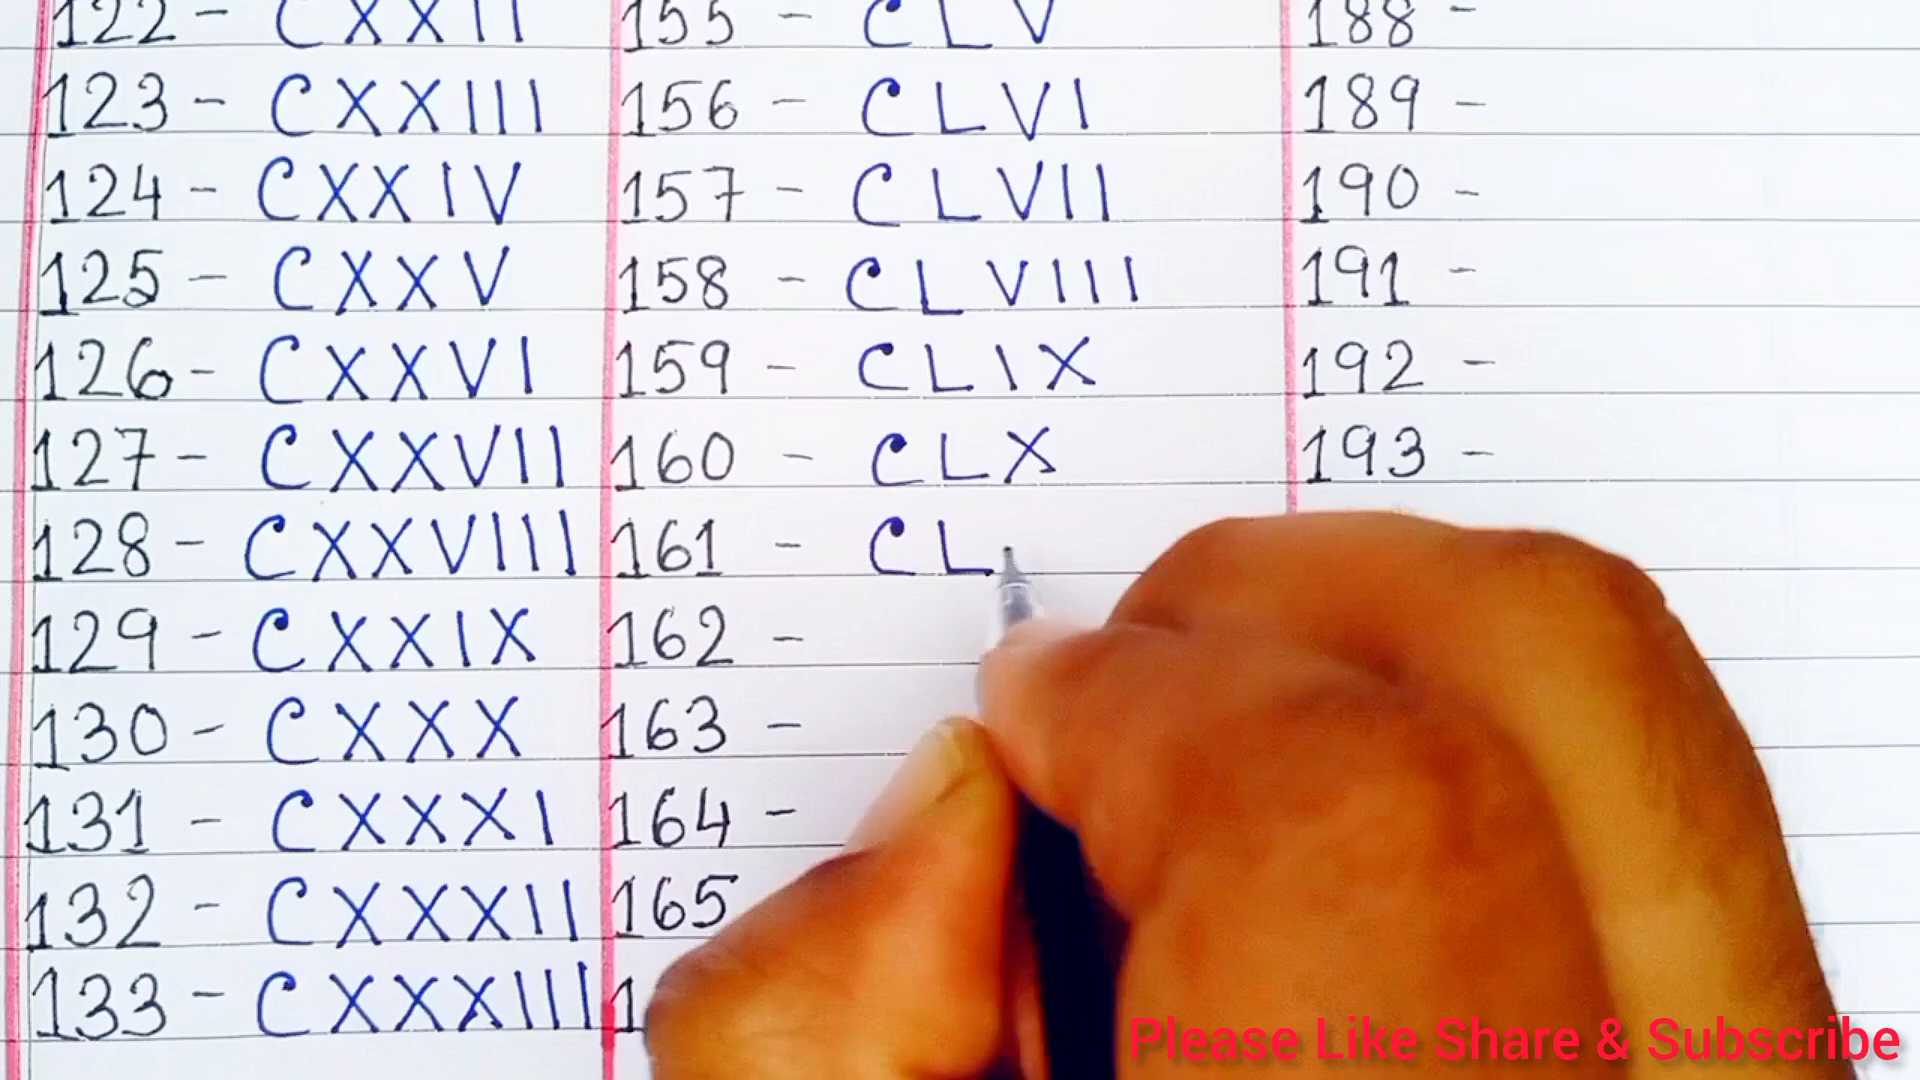 122 - CXXII
123 - CXXIII
124 - CXXIV
125 - CXXV
126 - CXXVI
127 - CXXVII
128 - CXXVIII
129 - CXXIX
130 - CXXX
131 - CXXXI
132 - CXXXII
133 - CXXXIII
155 - CLV
156 - CLVI
157 - CLVII
158 - CLVIII
159 - CLIX
160 - CLX
161 - CL
162 -
163 -
164 -
165
1
188 -
189 -
190 -
191 -
192 -
193 -
Please Like Share & Subscribe